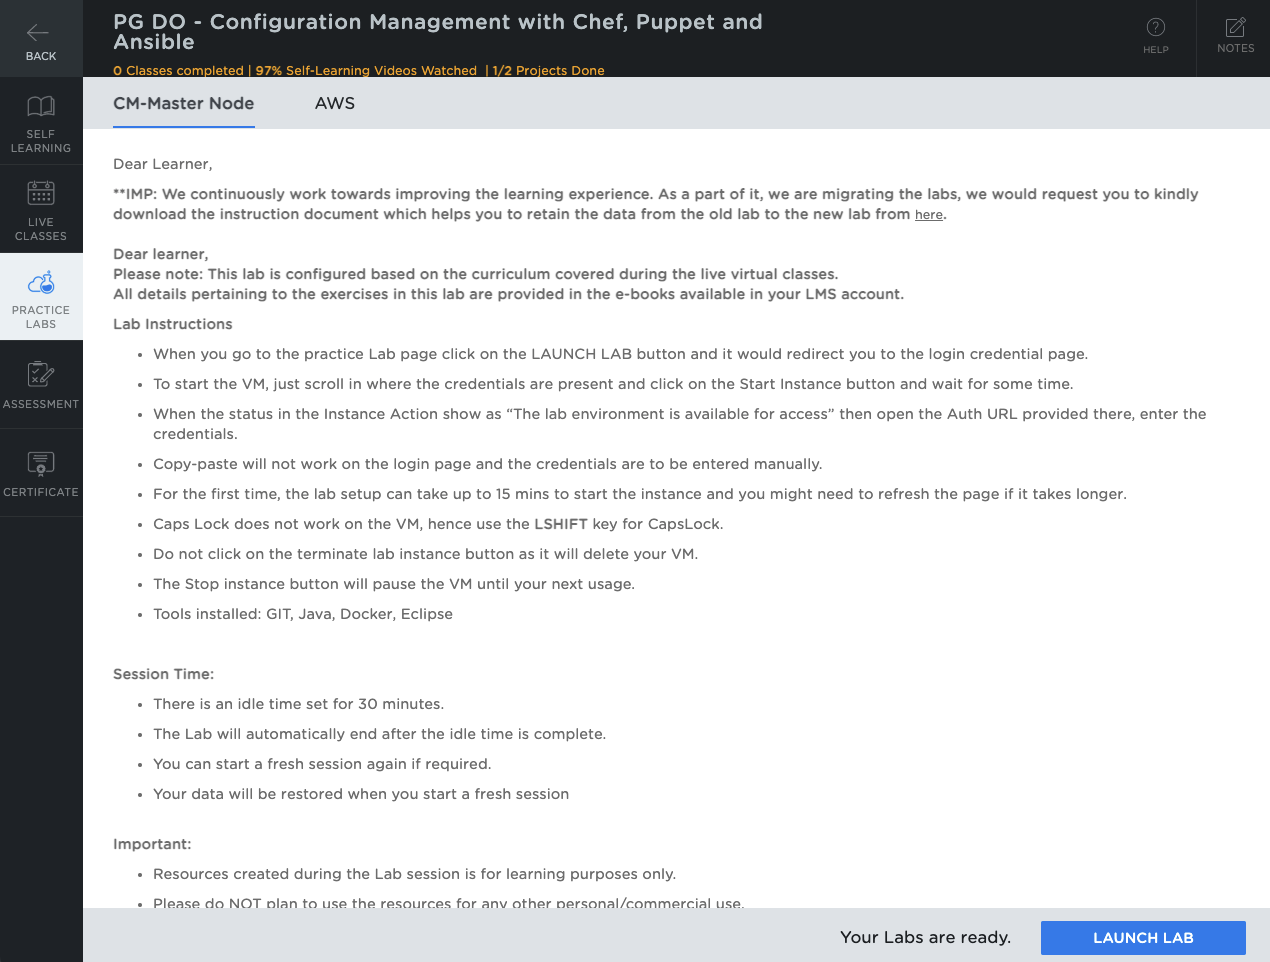 BACK
PG DO - Configuration Management with Chef, Puppet and
Ansible
0 Classes completed | 97% Self-Learning Videos Watched | 1/2 Projects Done
HELP
NOTES
SELF
LEARNING
LIVE
CLASSES
PRACTICE
LABS
ASSESSMENT
CERTIFICATE
CM-Master Node
AWS
Dear Learner,
**IMP: We continuously work towards improving the learning experience. As a part of it, we are migrating the labs, we would request you to kindly
download the instruction document which helps you to retain the data from the old lab to the new lab from here.
Dear learner,
Please note: This lab is configured based on the curriculum covered during the live virtual classes.
All details pertaining to the exercises in this lab are provided in the e-books available in your LMS account.
Lab Instructions
• When you go to the practice Lab page click on the LAUNCH LAB button and it would redirect you to the login credential page.
• To start the VM, just scroll in where the credentials are present and click on the Start Instance button and wait for some time.
• When the status in the Instance Action show as “The lab environment is available for access” then open the Auth URL provided there, enter the
credentials.
• Copy-paste will not work on the login page and the credentials are to be entered manually.
• For the first time, the lab setup can take up to 15 mins to start the instance and you might need to refresh the page if it takes longer.
• Caps Lock does not work on the VM, hence use the LSHIFT key for CapsLock.
• Do not click on the terminate lab instance button as it will delete your VM.
• The Stop instance button will pause the VM until your next usage.
• Tools installed: GIT, Java, Docker, Eclipse
Session Time:
• There is an idle time set for 30 minutes.
• The Lab will automatically end after the idle time is complete.
• You can start a fresh session again if required.
• Your data will be restored when you start a fresh session
Important:
• Resources created during the Lab session is for learning purposes only.
• Please do NOT plan to use the resources for any other personal/commercial use.
Your Labs are ready.
LAUNCH LAB